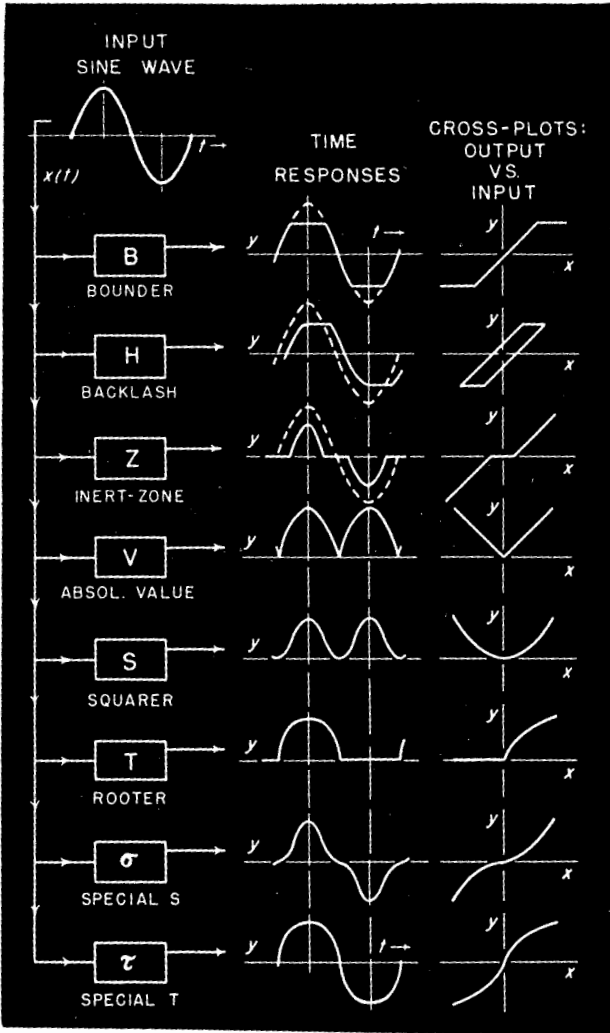 INPUT
SINE WAVE
t→
x(t)
TIME
RESPONSES
CROSS-PLOTS:
OUTPUT
VS.
INPUT
B
BOUNDER
y
t→
y
x
H
BACKLASH
y
y
x
Z
INERT-ZONE
y
y
x
V
ABSOL. VALUE
y
y
x
S
SQUARER
y
y
x
T
ROOTER
y
y
x
σ
SPECIAL S
y
y
x
τ
SPECIAL T
y
t→
y
x